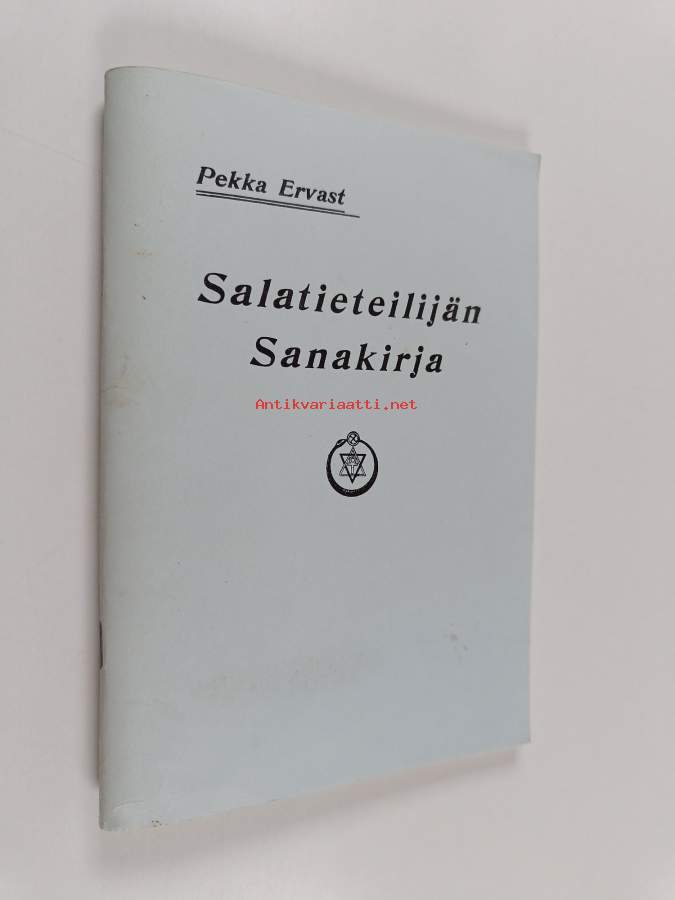 Pekka Ervast
Salatieteilijän
Sanakirja
Antikvariaatti.net